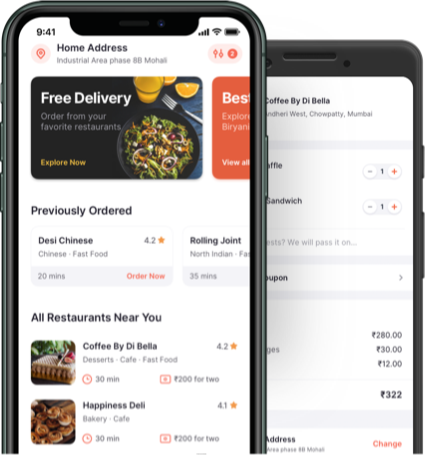 9:41
Home Address
Industrial Area phase 8B Mohali
2
Free Delivery
Order from your
favorite restaurants
Explore Now
Best
Explore
Biryani
View all
Previously Ordered
Desi Chinese
4.2
Chinese · Fast Food
20 mins
Order Now
Rolling Joint
North Indian · Fas
35 mins
All Restaurants Near You
Coffee By Di Bella
4.2
Desserts · Cafe · Fast Food
30 min
₹200 for two
Happiness Deli
4.1
Bakery · Cafe
30 min
₹200 for two
Coffee By Di Bella
ndheri West, Chowpatty, Mumbai
affle
- 1 +
Sandwich
- 1 +
ests? We will pass it on...
oupon
₹280.00
ges
₹30.00
₹12.00
₹322
Address
Area phase 8B Mohali
Change